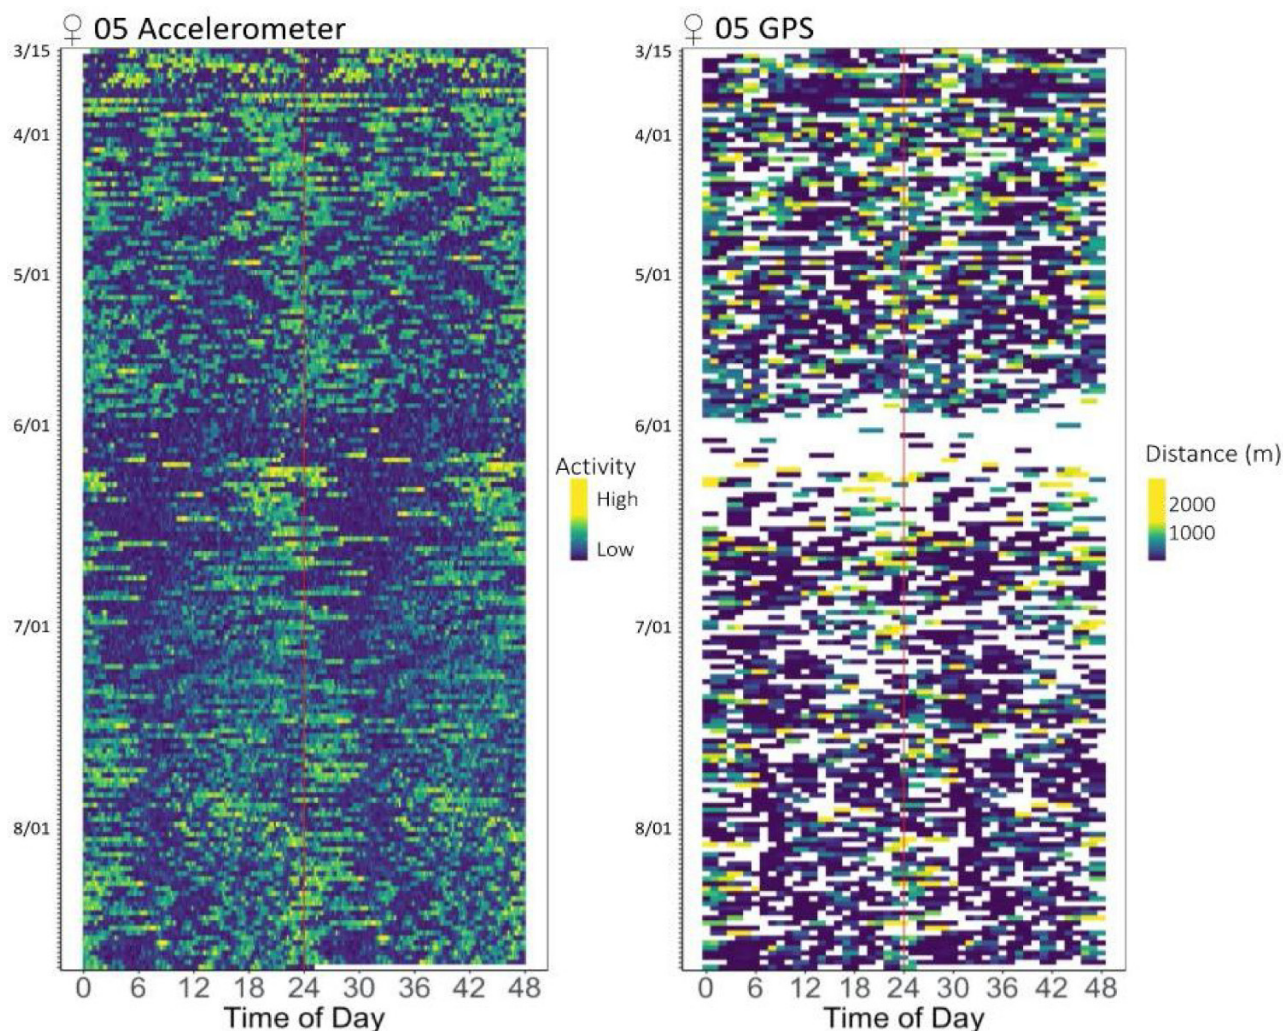 ♀ 05 Accelerometer
3/15
4/01
5/01
6/01
7/01
8/01
0 6 12 18 24 30 36 42 48
Time of Day
Activity
High
Low
♀ 05 GPS
3/15
4/01
5/01
6/01
7/01
8/01
0 6 12 18 24 30 36 42 48
Time of Day
Distance (m)
2000
1000